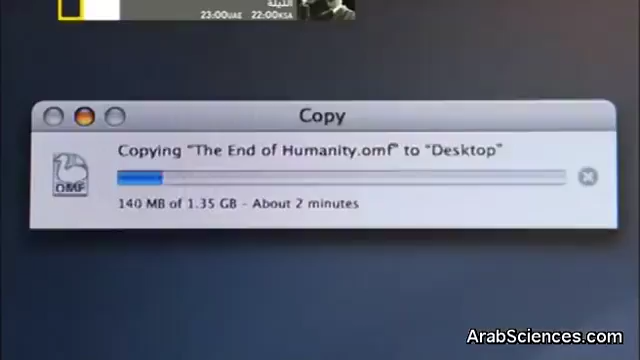 الليلة
23:00UAE 22:00KSA
Copy
Copying "The End of Humanity.omf" to "Desktop"
OMF
140 MB of 1.35 GB - About 2 minutes
ArabSciences.com